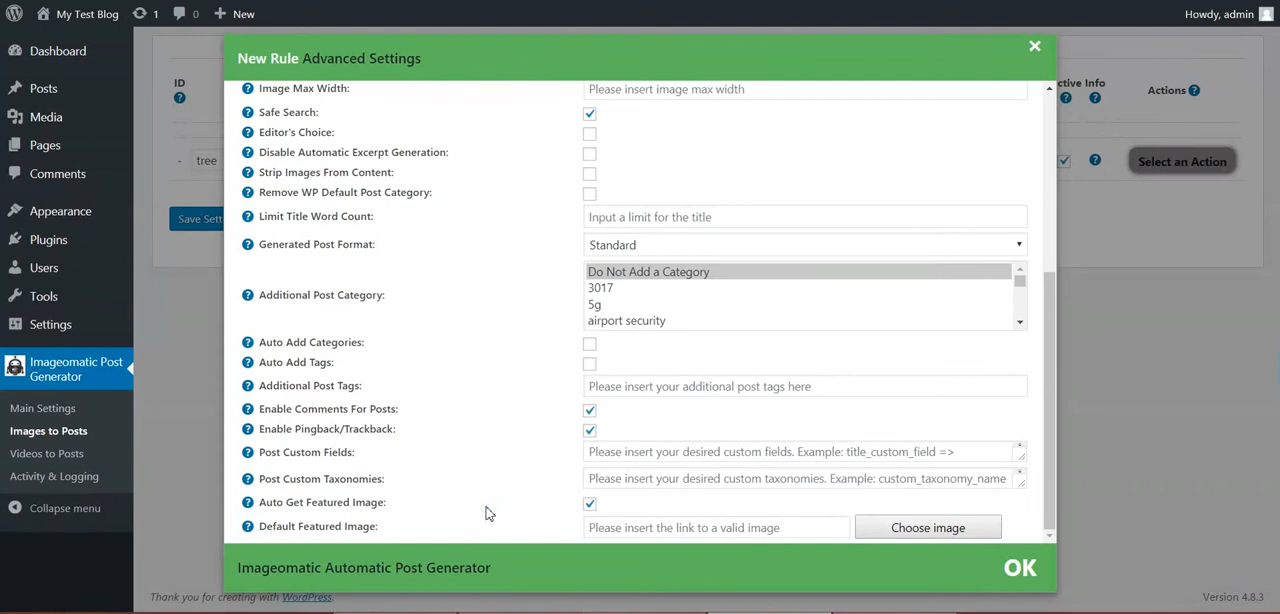 My Test Blog
1
0
New
Howdy, admin
Dashboard
Posts
Media
Pages
Comments
Appearance
Plugins
Users
Tools
Settings
Imageomatic Post
Generator
Main Settings
Images to Posts
Videos to Posts
Activity & Logging
Collapse menu
ID
- tree
Save Sett
ctive Info
Actions
Select an Action
New Rule Advanced Settings
Image Max Width:
Please insert image max width
Safe Search:
Editor's Choice:
Disable Automatic Excerpt Generation:
Strip Images From Content:
Remove WP Default Post Category:
Limit Title Word Count:
Input a limit for the title
Generated Post Format:
Standard
Additional Post Category:
Do Not Add a Category
3017
5g
airport security
Auto Add Categories:
Auto Add Tags:
Additional Post Tags:
Please insert your additional post tags here
Enable Comments For Posts:
Enable Pingback/Trackback:
Post Custom Fields:
Please insert your desired custom fields. Example: title_custom_field =>
Post Custom Taxonomies:
Please insert your desired custom taxonomies. Example: custom_taxonomy_name
Auto Get Featured Image:
Default Featured Image:
Please insert the link to a valid image
Choose image
Imageomatic Automatic Post Generator
OK
Thank you for creating with WordPress.
Version 4.8.3